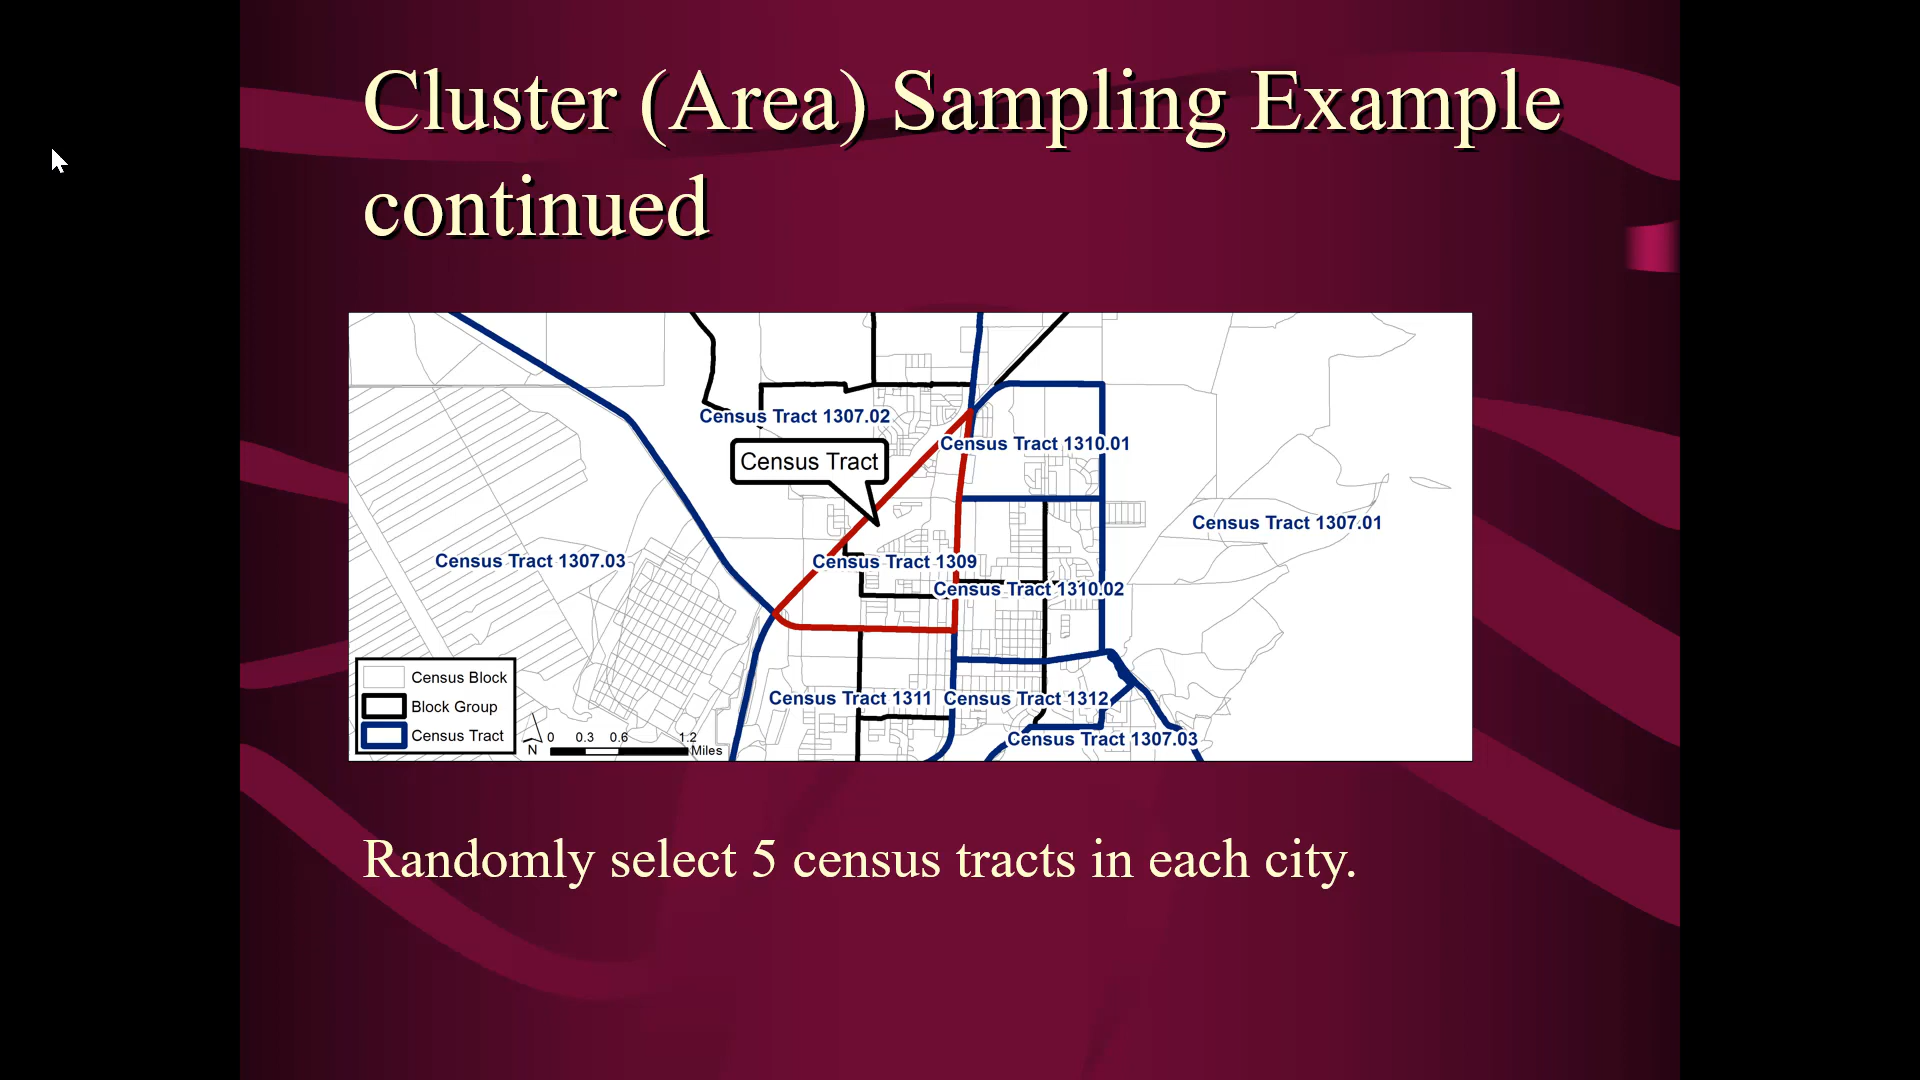 Cluster (Area) Sampling Example
continued
Census Tract 1307.02
Census Tract 1310.01
Census Tract
Census Tract 1307.01
Census Tract 1307.03
Census Tract 1309
Census Tract 1310.02
Census Tract 1311
Census Tract 1312
Census Tract 1307.03
Census Block
Block Group
Census Tract
N
0 0.3 0.6 1.2
Miles
Randomly select 5 census tracts in each city.